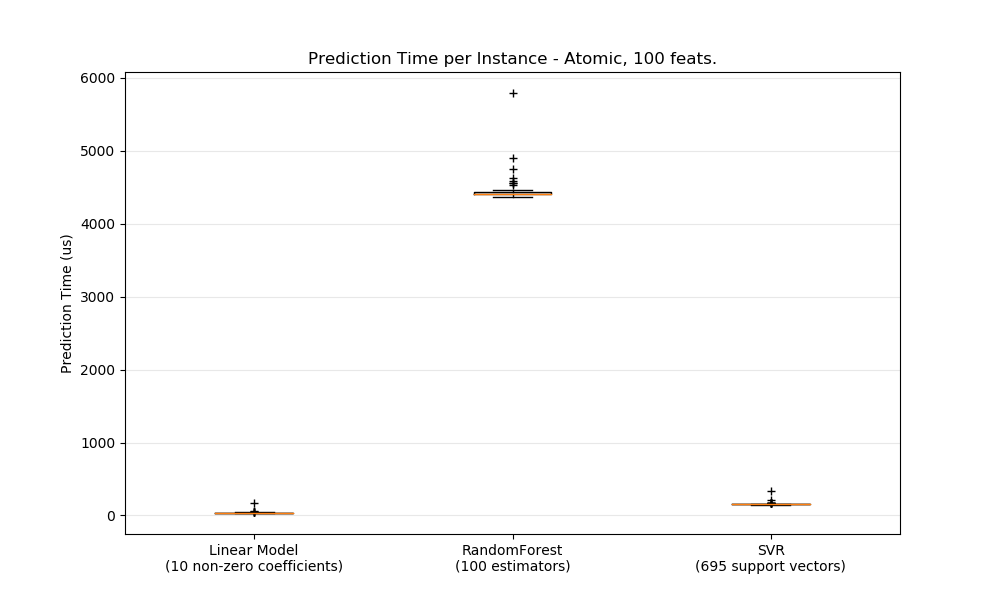 Prediction Time per Instance - Atomic, 100 feats.
Prediction Time (us)
6000
5000
4000
3000
2000
1000
0
Linear Model
(10 non-zero coefficients)
RandomForest
(100 estimators)
SVR
(695 support vectors)